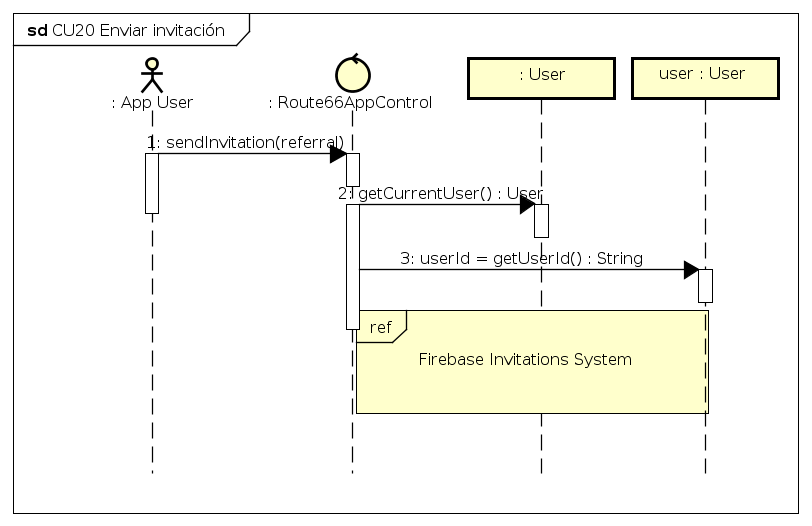 sd CU20 Enviar invitación
: App User
: Route66AppControl
: User
user : User
1: sendInvitation(referral)
2: getCurrentUser() : User
3: userId = getUserId() : String
ref
Firebase Invitations System